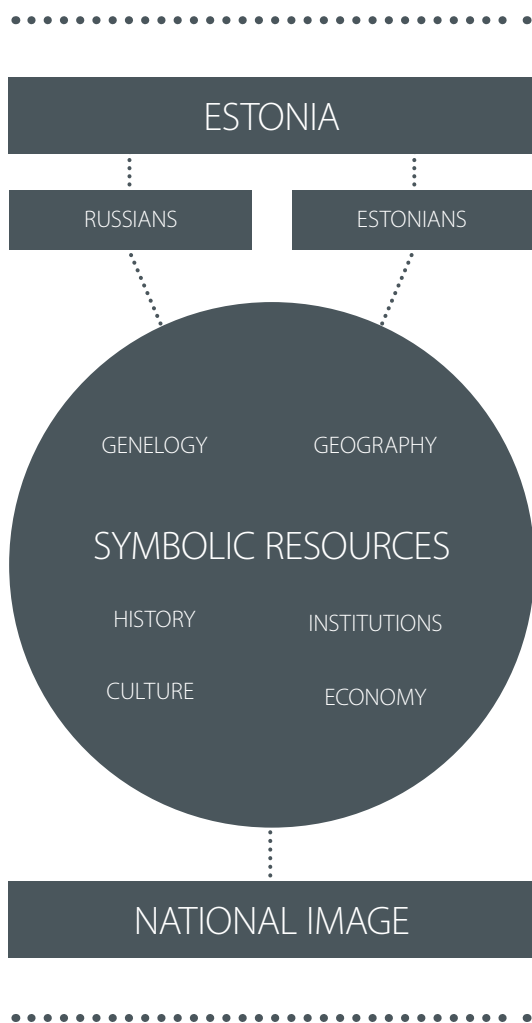 ESTONIA
RUSSIANS
ESTONIANS
GENELOGY
GEOGRAPHY
SYMBOLIC RESOURCES
HISTORY
INSTITUTIONS
CULTURE
ECONOMY
NATIONAL IMAGE